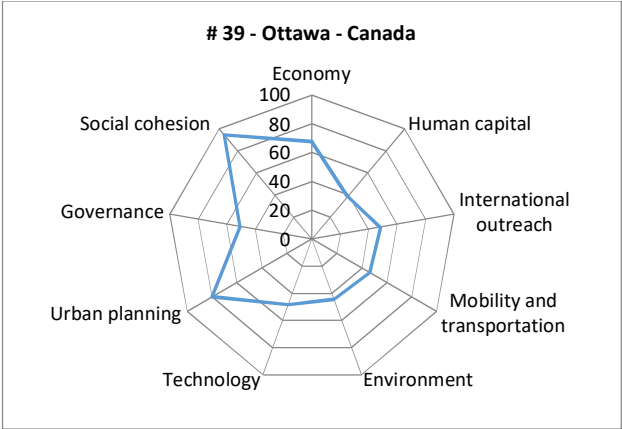 # 39 - Ottawa - Canada
Economy
100
80
60
40
20
0
Human capital
International
outreach
Mobility and
transportation
Environment
Technology
Urban planning
Governance
Social cohesion